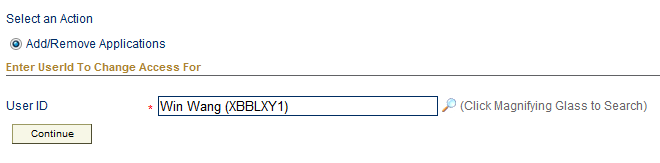 Select an Action
Add/Remove Applications
Enter UserId To Change Access For
User ID * Win Wang (XBBLXY1) (Click Magnifying Glass to Search)
Continue